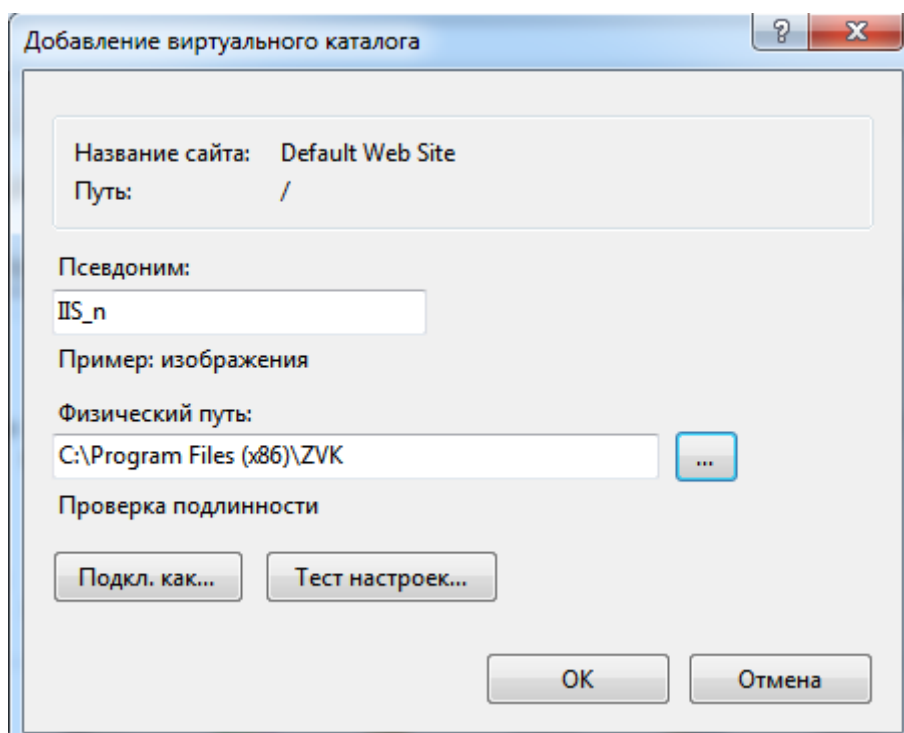 Добавление виртуального каталога
Название сайта: Default Web Site
Путь: /
Псевдоним:
IIS_n
Пример: изображения
Физический путь:
C:\Program Files (x86)\ZVK
...
Проверка подлинности
Подкл. как... Тест настроек...
ОК Отмена